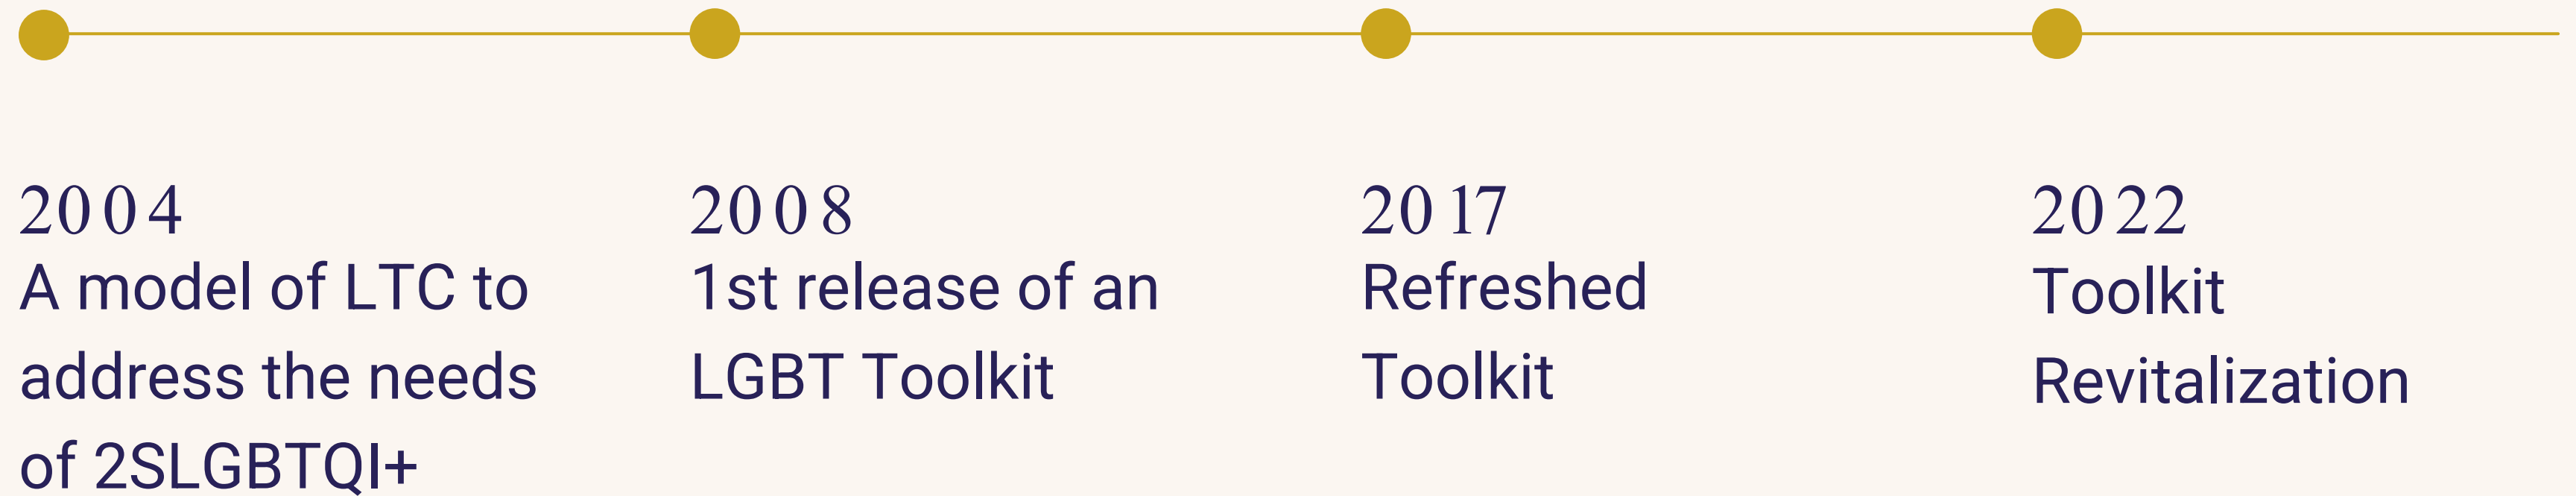 2004
A model of LTC to
address the needs
of 2SLGBTQI+
2008
1st release of an
LGBT Toolkit
2017
Refreshed
Toolkit
2022
Toolkit
Revitalization